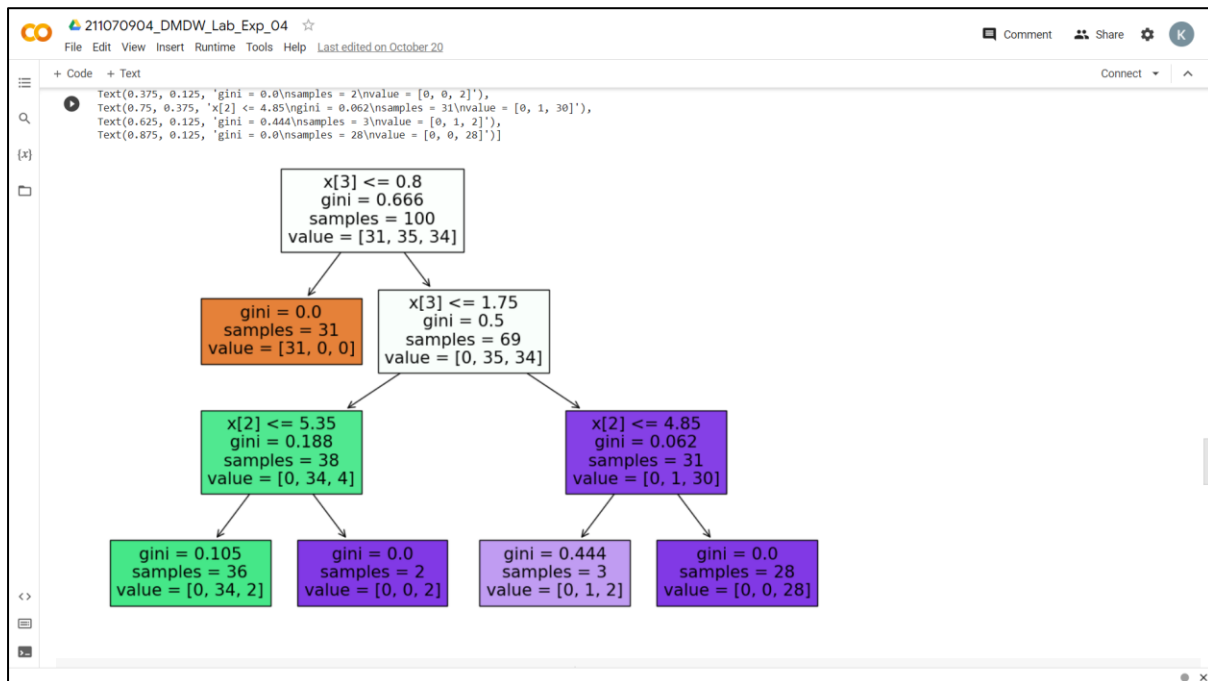 211070904_DMDW_Lab_Exp_04
Comment
Share
K
File Edit View Insert Runtime Tools Help Last edited on October 20
+ Code + Text
Connect
Text(0.375, 0.125, 'gini = 0.0\nsamples = 2\nvalue = [0, 0, 2]'),
Text(0.75, 0.375, 'x[2] <= 4.85\ngini = 0.062\nsamples = 31\nvalue = [0, 1, 30]'),
Text(0.625, 0.125, 'gini = 0.444\nsamples = 3\nvalue = [0, 1, 2]'),
Text(0.875, 0.125, 'gini = 0.0\nsamples = 28\nvalue = [0, 0, 28]')]
{x}
x[3] <= 0.8
gini = 0.666
samples = 100
value = [31, 35, 34]
gini = 0.0
samples = 31
value = [31, 0, 0]
x[3] <= 1.75
gini = 0.5
samples = 69
value = [0, 35, 34]
x[2] <= 5.35
gini = 0.188
samples = 38
value = [0, 34, 4]
x[2] <= 4.85
gini = 0.062
samples = 31
value = [0, 1, 30]
gini = 0.105
samples = 36
value = [0, 34, 2]
gini = 0.0
samples = 2
value = [0, 0, 2]
gini = 0.444
samples = 3
value = [0, 1, 2]
gini = 0.0
samples = 28
value = [0, 0, 28]